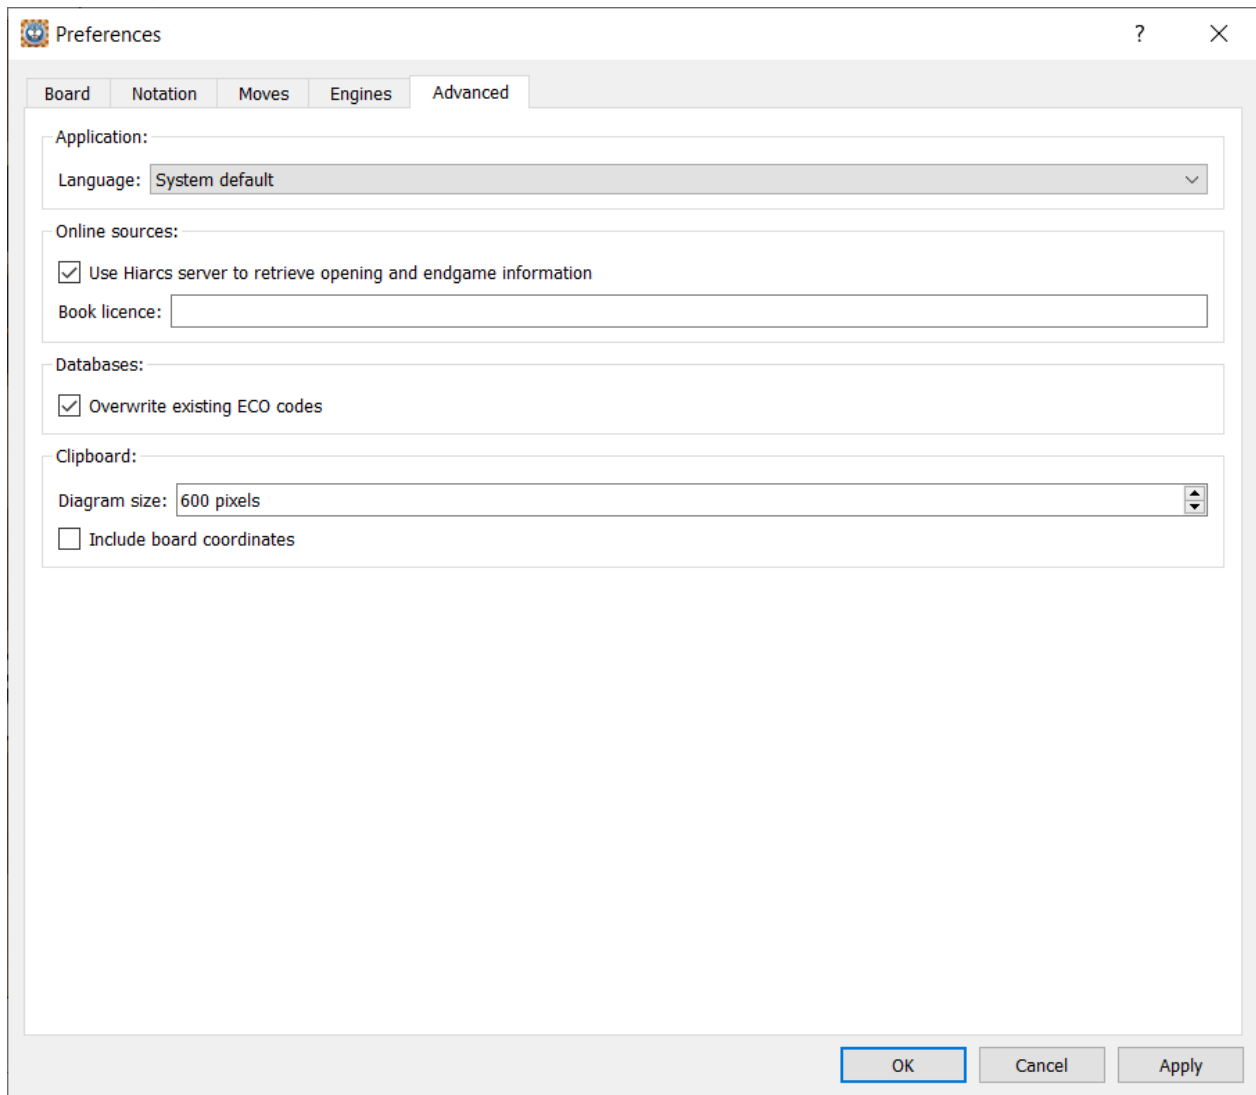 Preferences
?
Board Notation Moves Engines Advanced
Application:
Language: System default
Online sources:
Use Hiarcs server to retrieve opening and endgame information
Book licence:
Databases:
Overwrite existing ECO codes
Clipboard:
Diagram size: 600 pixels
Include board coordinates
OK Cancel Apply